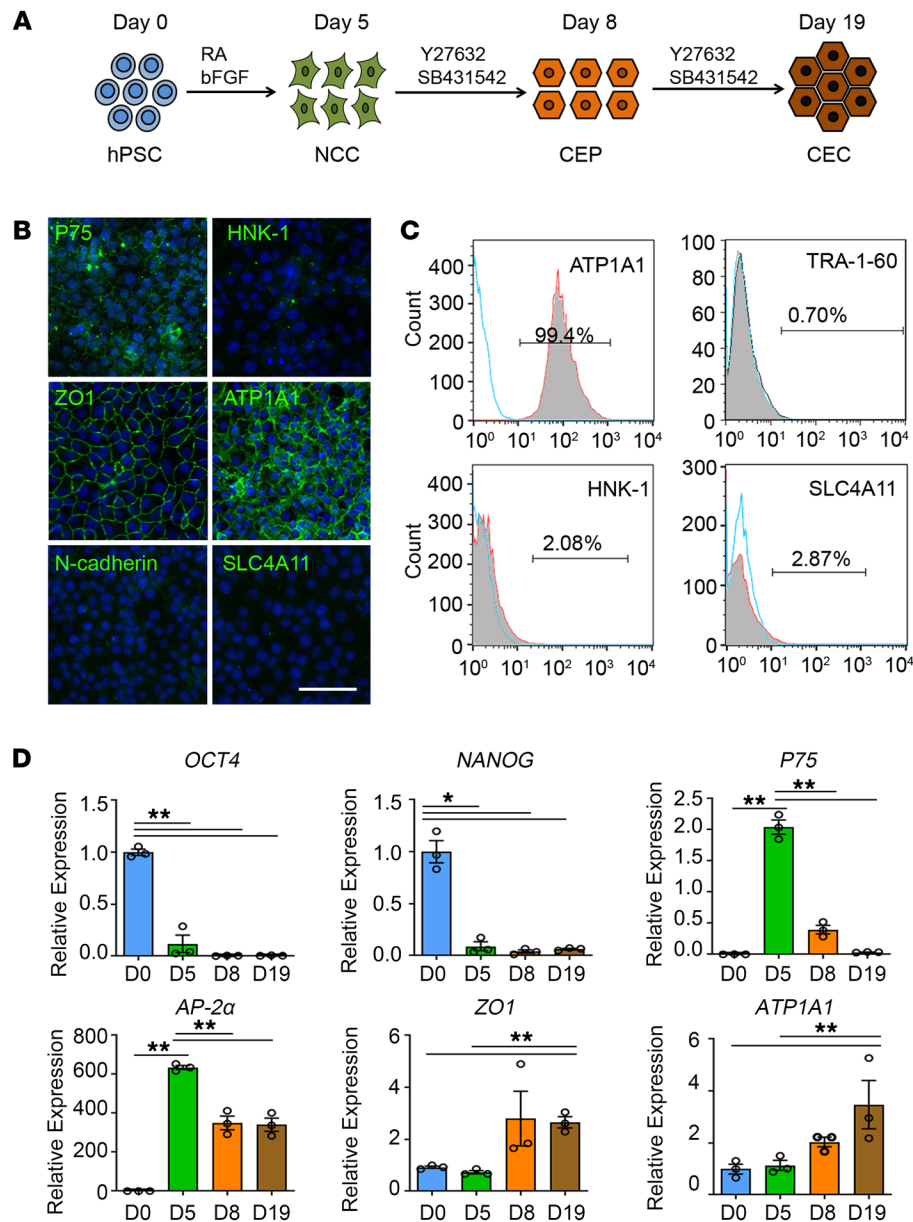 A
Day 0
Day 5
Day 8
Day 19
RA
bFGF
Y27632
SB431542
Y27632
SB431542
hPSC
NCC
CEP
CEC
B
P75
HNK-1
ZO1
ATP1A1
N-cadherin
SLC4A11
C
Count
400
300
200
100
0
ATP1A1
99.4%
10⁰ 10¹ 10² 10³ 10⁴
100
80
60
40
20
0
TRA-1-60
0.70%
10⁰ 10¹ 10² 10³ 10⁴
Count
400
300
200
100
0
HNK-1
2.08%
10⁰ 10¹ 10² 10³ 10⁴
300
200
100
0
SLC4A11
2.87%
10⁰ 10¹ 10² 10³ 10⁴
D
OCT4
Relative Expression
1.5
1.0
0.5
0.0
**
D0 D5 D8 D19
NANOG
Relative Expression
1.5
1.0
0.5
0.0
*
D0 D5 D8 D19
P75
Relative Expression
2.5
2.0
1.5
1.0
0.5
0.0
** **
D0 D5 D8 D19
AP-2α
Relative Expression
800
600
400
200
0
** **
D0 D5 D8 D19
ZO1
Relative Expression
6
4
2
0
**
D0 D5 D8 D19
ATP1A1
Relative Expression
6
4
2
0
**
D0 D5 D8 D19